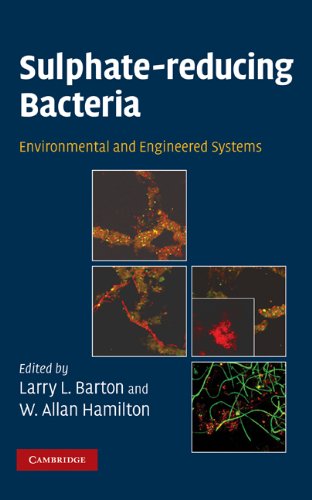 Sulphate-reducing
Bacteria
Environmental and Engineered Systems
Edited by
Larry L. Barton and
W. Allan Hamilton
CAMBRIDGE